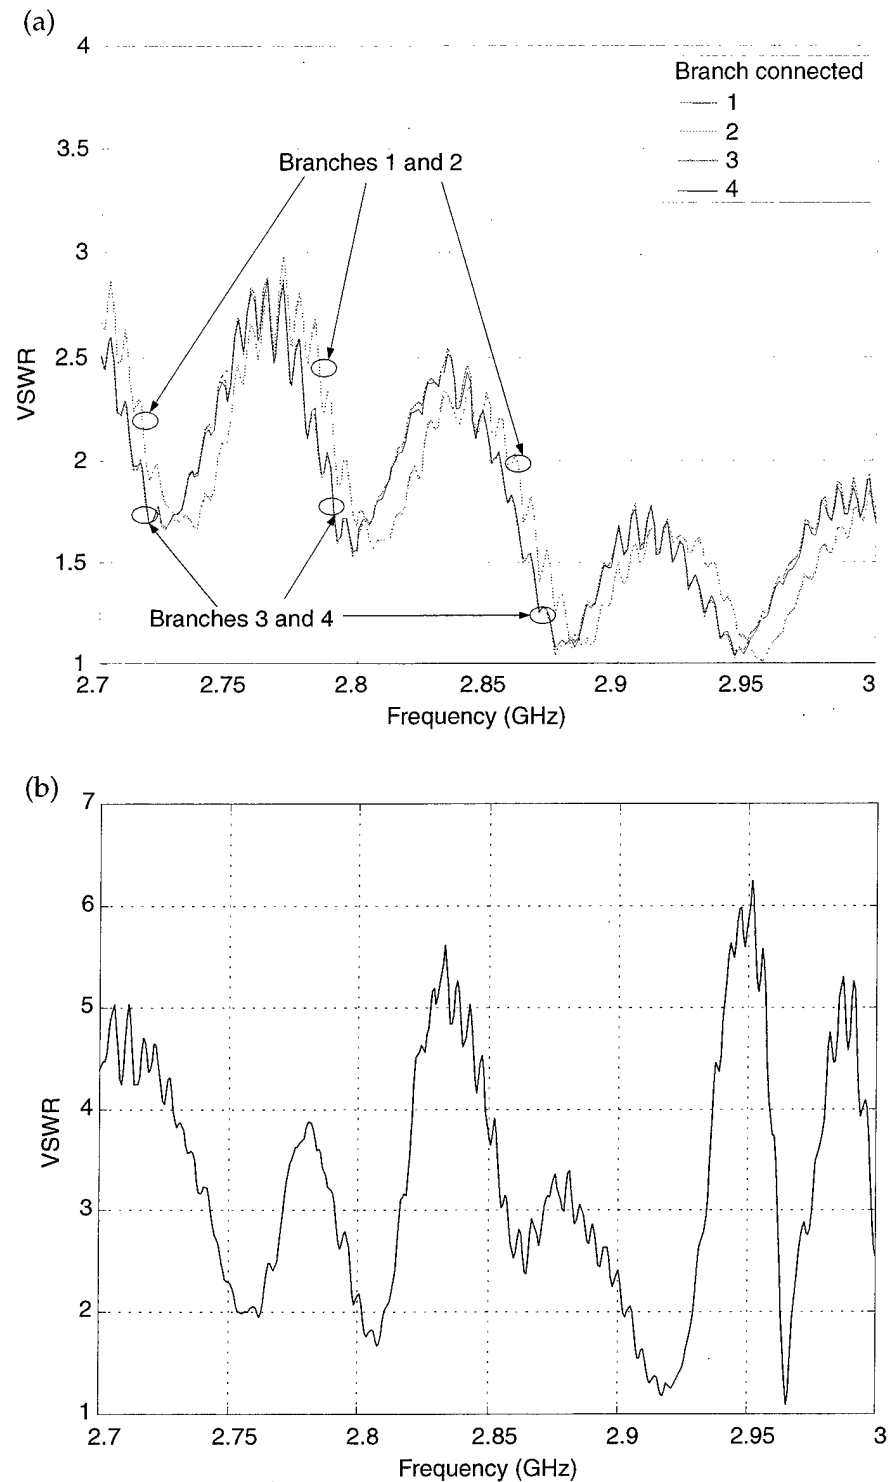 (a)
4
Branch connected
1
2
3
4
3.5
Branches 1 and 2
3
2.5
VSWR
2
1.5
Branches 3 and 4
1
2.7 2.75 2.8 2.85 2.9 2.95 3
Frequency (GHz)
(b)
7
6
5
4
VSWR
3
2
1
2.7 2.75 2.8 2.85 2.9 2.95 3
Frequency (GHz)